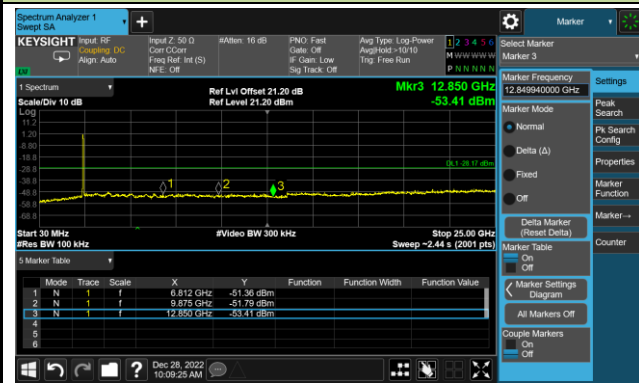 Spectrum Analyzer 1
Swept SA
+
Marker
KEYSIGHT
Input: RF
Coupling: DC
Align: Auto
Input Z: 50 Ω
Corr CCorr
Freq Ref: Int (S)
NFE: Off
#Atten: 16 dB
PNO: Fast
Gate: Off
IF Gain: Low
Sig Track: Off
Avg Type: Log-Power
Avg|Hold:>10/10
Trig: Free Run
1 2 3 4 5 6
M W W W W W
P N N N N N
Select Marker
Marker 3
LXI
1 Spectrum
Scale/Div 10 dB
Log
Ref Lvl Offset 21.20 dB
Ref Level 21.20 dBm
Mkr3 12.850 GHz
-53.41 dBm
11.2
1.20
-8.80
-18.8
-28.8
-38.8
-48.8
-58.8
-68.8
DL1 -28.17 dBm
1
2
3
Start 30 MHz
#Res BW 100 kHz
#Video BW 300 kHz
Stop 25.00 GHz
Sweep ~2.44 s (2001 pts)
5 Marker Table
Mode Trace Scale X Y Function Function Width Function Value
1 N 1 f 6.812 GHz -51.36 dBm
2 N 1 f 9.875 GHz -51.79 dBm
3 N 1 f 12.850 GHz -53.41 dBm
4
5
6
Marker Frequency
12.849940000 GHz
Marker Mode
Normal
Delta (Δ)
Fixed
Off
Delta Marker
(Reset Delta)
Marker Table
On
Off
Marker Settings
Diagram
All Markers Off
Couple Markers
On
Off
Settings
Peak
Search
Pk Search
Config
Properties
Marker
Function
Marker→
Counter
?
Dec 28, 2022
10:09:25 AM